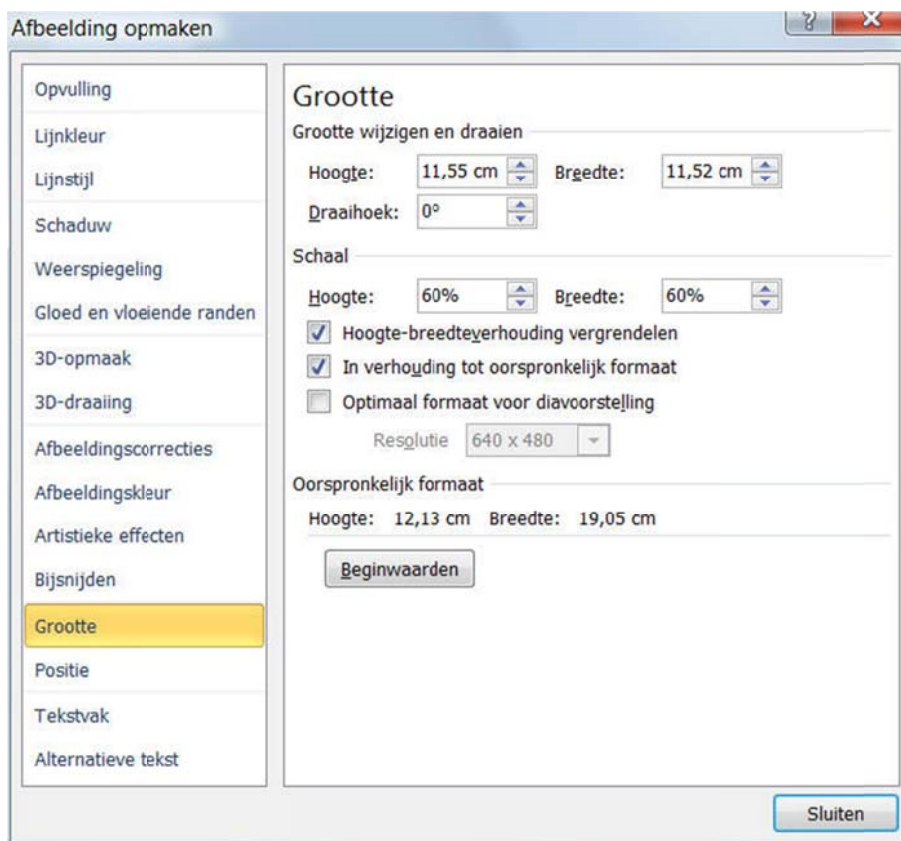 Afbeelding opmaken
?
Opvulling
Lijnkleur
Lijnstijl
Schaduw
Weerspiegeling
Gloed en vloeiende randen
3D-opmaak
3D-draaiing
Afbeeldingscorrecties
Afbeeldingskleur
Artistieke effecten
Bijsnijden
Grootte
Positie
Tekstvak
Alternatieve tekst
Grootte
Grootte wijzigen en draaien
Hoogte: 11,55 cm Breedte: 11,52 cm
Draaihoek: 0°
Schaal
Hoogte: 60% Breedte: 60%
Hoogte-breedteverhouding vergrendelen
In verhouding tot oorspronkelijk formaat
Optimaal formaat voor diavoorstelling
Resolutie 640 x 480
Oorspronkelijk formaat
Hoogte: 12,13 cm Breedte: 19,05 cm
Beginwaarden
Sluiten